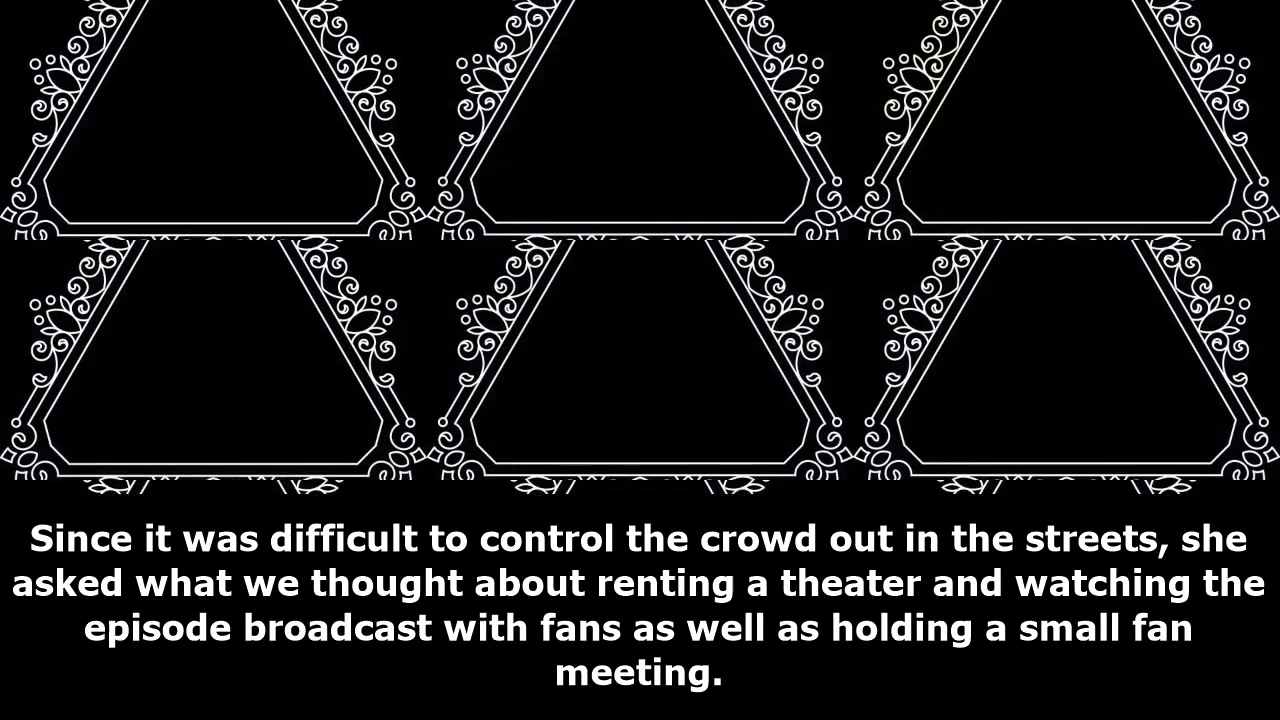 Since it was difficult to control the crowd out in the streets, she
asked what we thought about renting a theater and watching the
episode broadcast with fans as well as holding a small fan
meeting.